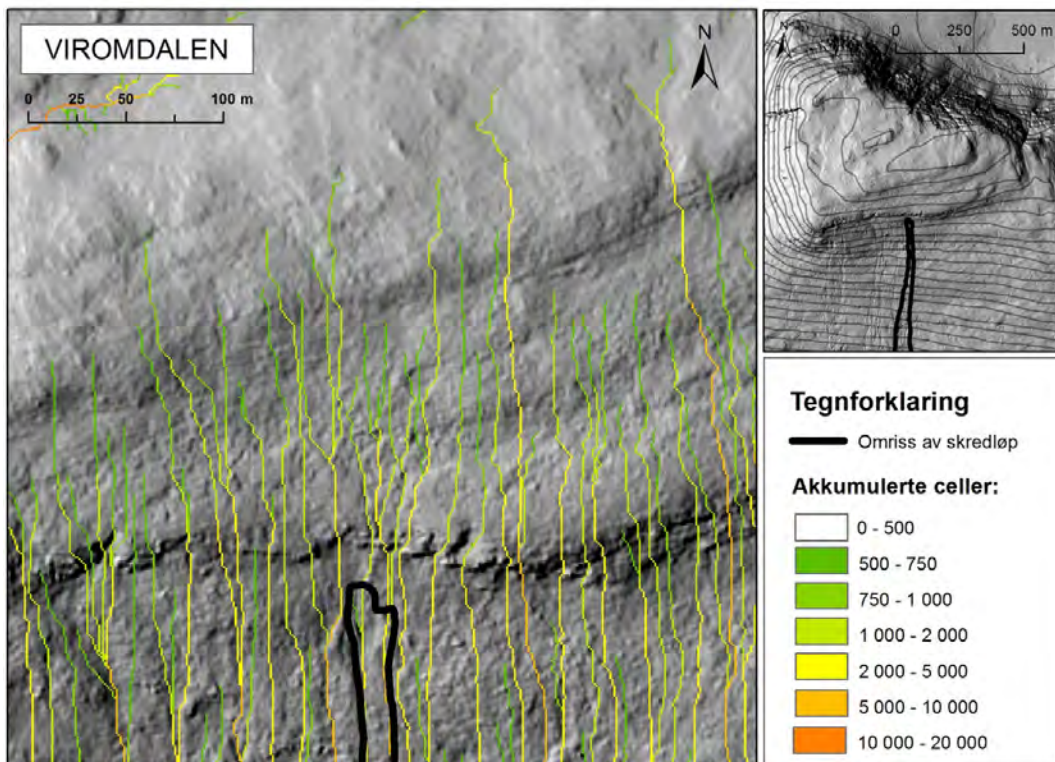 VIROMDALEN
N
0 25 50 100 m
N
0 250 500 m
Tegnforklaring
Omriss av skredløp
Akkumulerte celler:
0 - 500
500 - 750
750 - 1 000
1 000 - 2 000
2 000 - 5 000
5 000 - 10 000
10 000 - 20 000